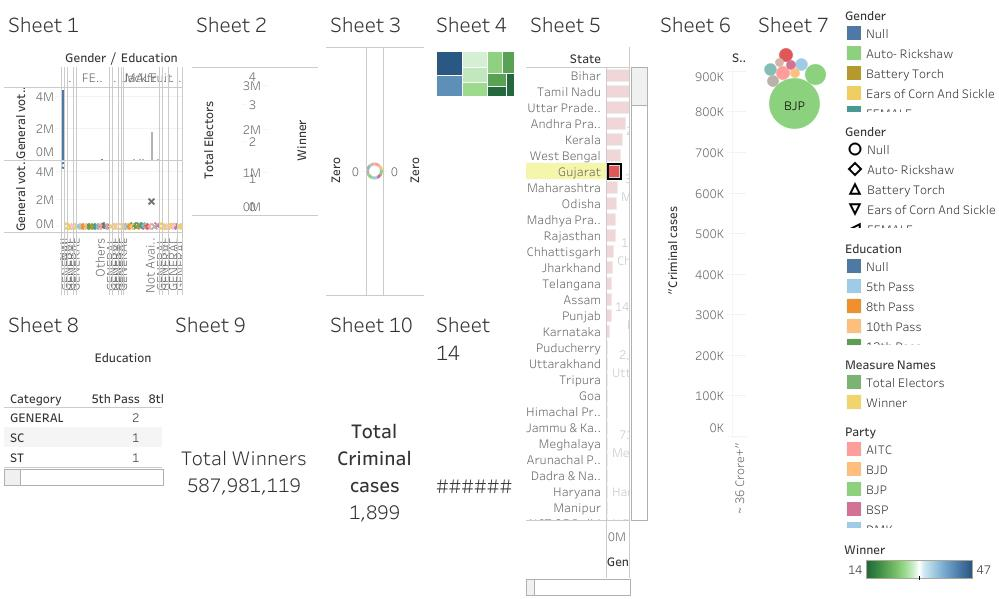 Sheet 1
Gender / Education
FE..
General vot..
4M
2M
0M
General vot..
4M
2M
0M
Others
Not Avai..
Sheet 2
Total Electors
4
3M
3
2M
2
1M
1
0M
Winner
Sheet 3
Zero
0
0
Zero
Sheet 4
Sheet 5
State
Bihar
Tamil Nadu
Uttar Prade..
Andhra Pra..
Kerala
West Bengal
Gujarat
Maharashtra
Odisha
Madhya Pra..
Rajasthan
Chhattisgarh
Jharkhand
Telangana
Assam
Punjab
Karnataka
Puducherry
Uttarakhand
Tripura
Goa
Himachal Pr..
Jammu & Ka..
Meghalaya
Arunachal P..
Dadra & Na..
Haryana
Manipur
0M
Gen
Sheet 6
S..
"Criminal cases
900K
800K
700K
600K
500K
400K
300K
200K
100K
0K
~ 36 Crore+"
Sheet 7
BJP
Sheet 8
Education
Category 5th Pass 8tl
GENERAL 2
SC 1
ST 1
Sheet 9
Total Winners
587,981,119
Sheet 10
Total
Criminal
cases
1,899
Sheet
14
######
Gender
Null
Auto- Rickshaw
Battery Torch
Ears of Corn And Sickle
FEMALE
Gender
Null
Auto- Rickshaw
Battery Torch
Ears of Corn And Sickle
FEMALE
Education
Null
5th Pass
8th Pass
10th Pass
12th Pass
Measure Names
Total Electors
Winner
Party
AITC
BJD
BJP
BSP
DMK
Winner
14 47